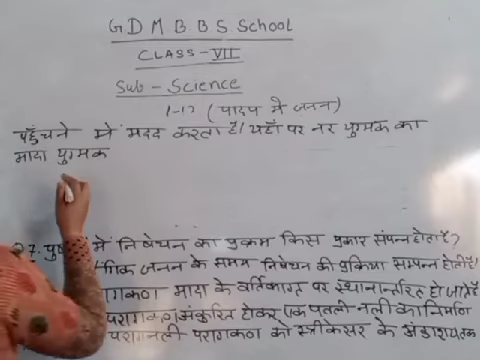 G D M B. B. S. School
CLASS - VII
Sub - Science
(पादप में जनन)
पहुँचने में मदद करता है। यहाँ पर नर युग्मक का
मादा युग्मक
27. में निषेचन का प्रक्रम किस प्रकार संपन्न होता है?
जनन के समय निषेचन की प्रक्रिया सम्पन्न होती है।
मादा के वर्तिकाग्र पर स्थानान्तरित हो जाते है
परागकण अंकुरित होकर एक पतली नली का निर्माण
परागनली परागकण को स्त्रीकेसर के अंडाशय तक